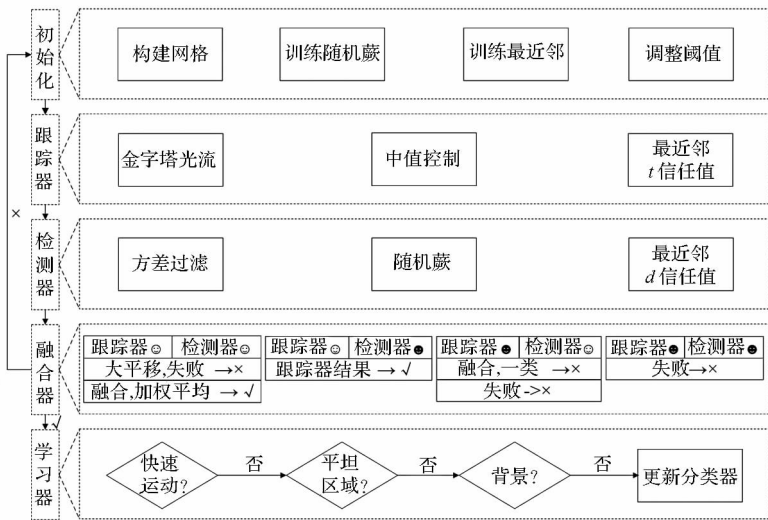 初始化
构建网格
训练随机蕨
训练最近邻
调整阈值
跟踪器
金字塔光流
中值控制
最近邻
t 信任值
×
检测器
方差过滤
随机蕨
最近邻
d 信任值
融合器
跟踪器☺ 检测器☺
大平移,失败 →×
融合,加权平均 → √
跟踪器☺ 检测器☻
跟踪器结果 → √
跟踪器☻ 检测器☺
融合,一类 →×
失败->×
跟踪器☻ 检测器☻
失败→×
√
学习器
快速
运动?
否
平坦
区域?
否
背景?
否
更新分类器